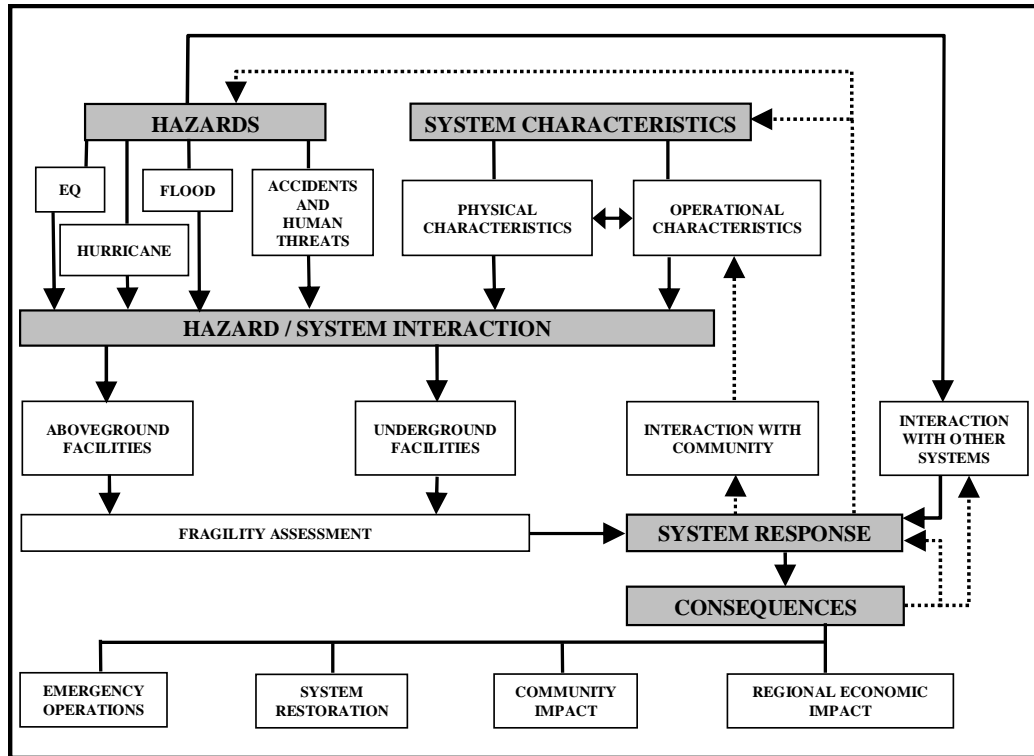 HAZARDS
SYSTEM CHARACTERISTICS
EQ
FLOOD
ACCIDENTS
AND
HUMAN
THREATS
HURRICANE
PHYSICAL
CHARACTERISTICS
OPERATIONAL
CHARACTERISTICS
HAZARD / SYSTEM INTERACTION
ABOVEGROUND
FACILITIES
UNDERGROUND
FACILITIES
INTERACTION WITH
COMMUNITY
INTERACTION
WITH OTHER
SYSTEMS
FRAGILITY ASSESSMENT
SYSTEM RESPONSE
CONSEQUENCES
EMERGENCY
OPERATIONS
SYSTEM
RESTORATION
COMMUNITY
IMPACT
REGIONAL ECONOMIC
IMPACT